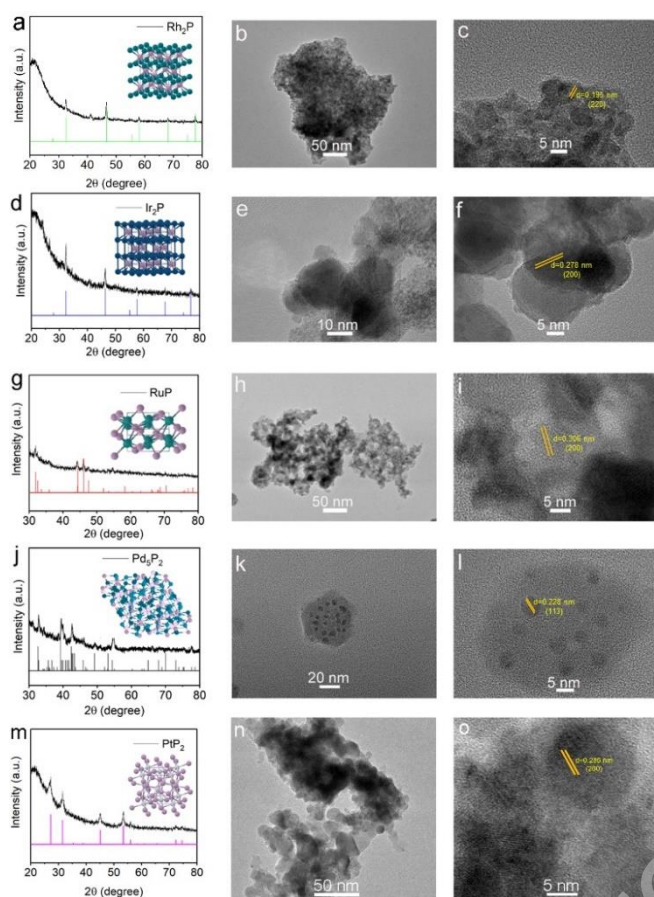 a
Rh₂P
Intensity (a.u.)
20 30 40 50 60 70 80
2θ (degree)
b
50 nm
c
d=0.195 nm
(220)
5 nm
d
Ir₂P
Intensity (a.u.)
20 30 40 50 60 70 80
2θ (degree)
e
10 nm
f
d=0.278 nm
(200)
5 nm
g
RuP
Intensity (a.u.)
30 40 50 60 70 80
2θ (degree)
h
50 nm
i
d=0.306 nm
(200)
5 nm
j
Pd₅P₂
Intensity (a.u.)
30 40 50 60 70 80
2θ (degree)
k
20 nm
l
d=0.228 nm
(113)
5 nm
m
PtP₂
Intensity (a.u.)
20 30 40 50 60 70 80
2θ (degree)
n
50 nm
o
nm
(200)
5 nm